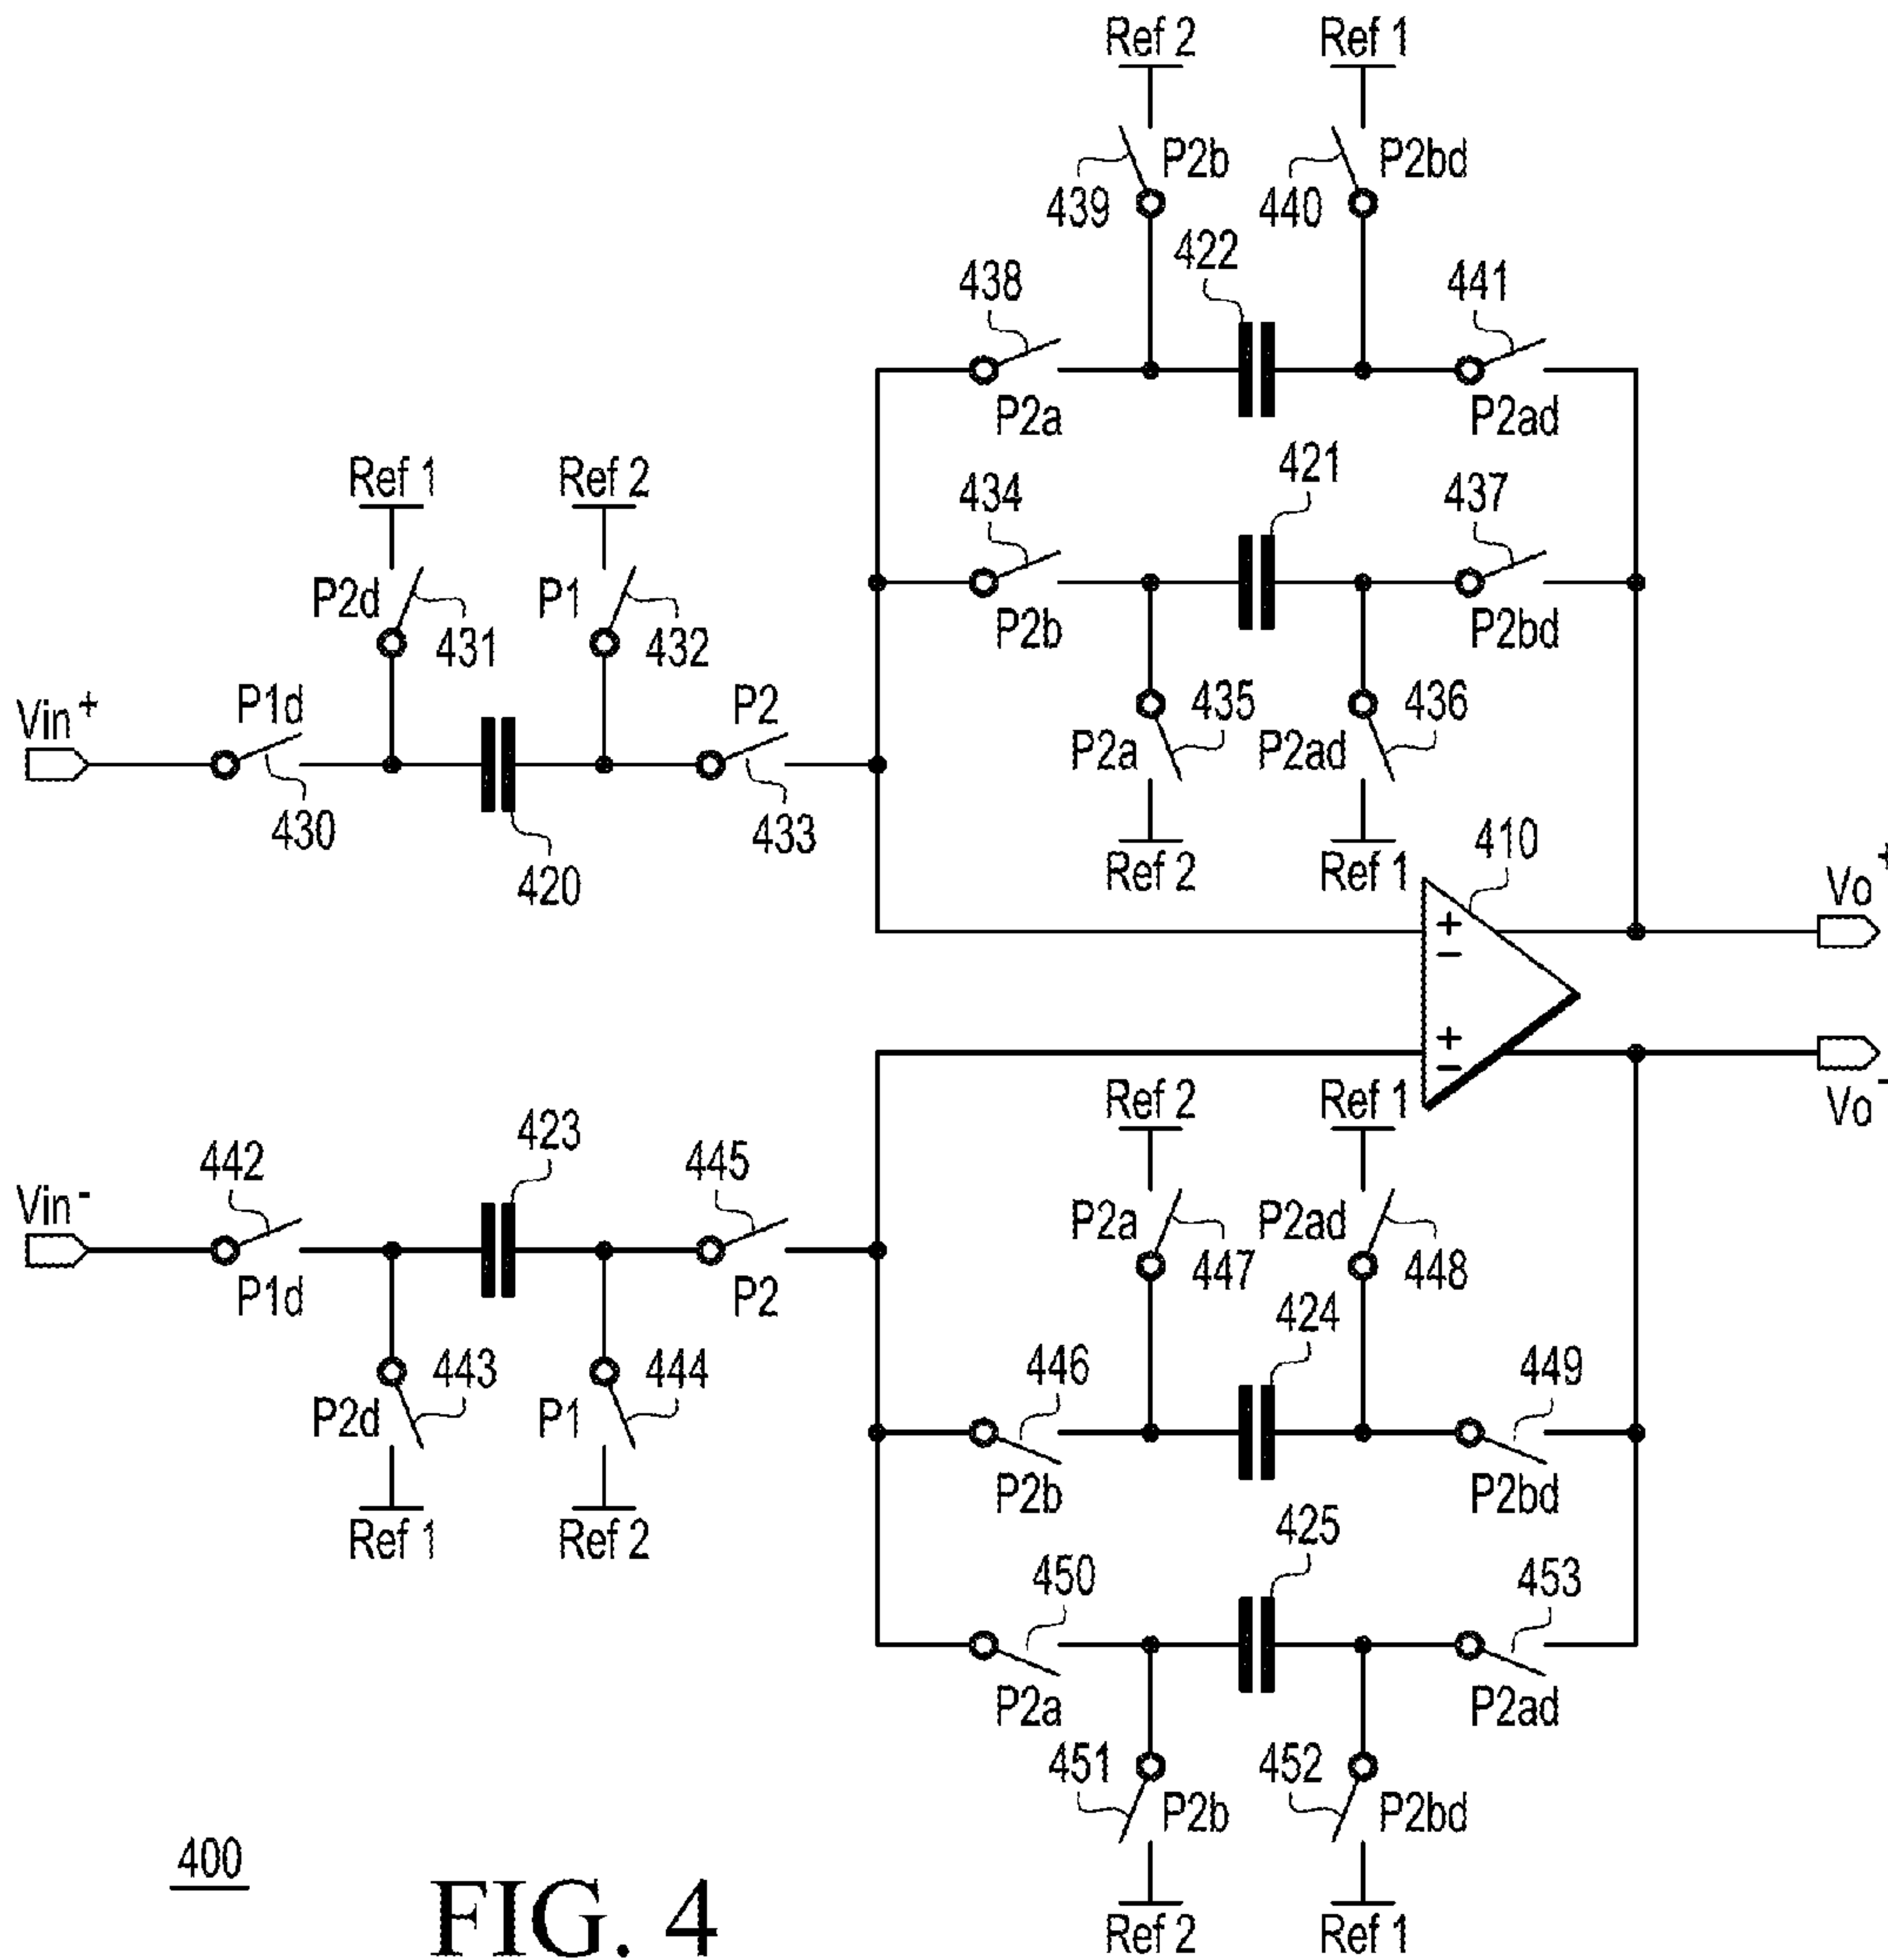 Ref 2 Ref 1
P2b P2bd
439 440
422
438 441
P2a P2ad
421
Ref 1 Ref 2 434 437
P2d P1 P2b P2bd
431 432
Vin+ P1d P2 435 436
P2a P2ad
430 433
420 Ref 2 Ref 1
410
Vo+
+
−
+
−
Vo-
Ref 2 Ref 1
423
442 445
Vin- P2a P2ad
P1d P2 447 448
424
443 444 446 449
P2d P1
P2b P2bd
425
Ref 1 Ref 2
450 453
P2a P2ad
451 452
P2b P2bd
400
FIG. 4
Ref 2 Ref 1